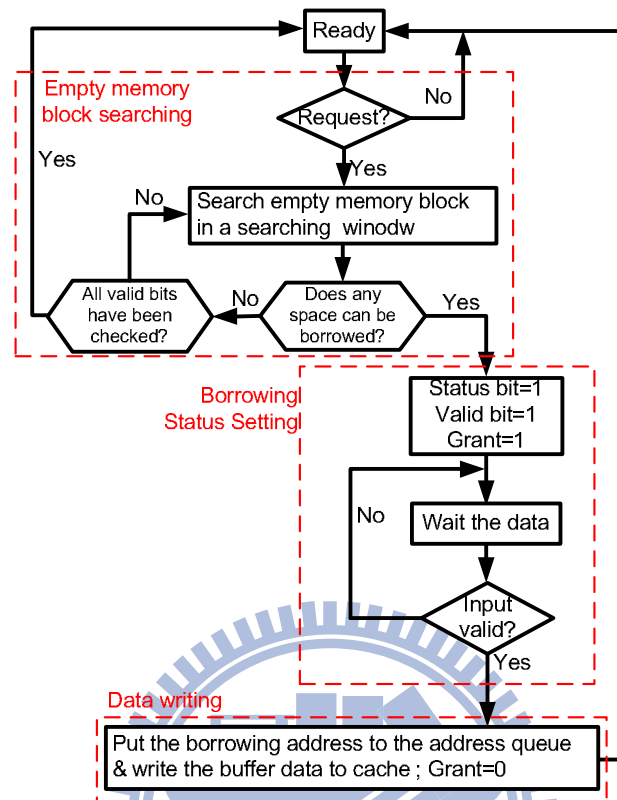 Ready
Empty memory
block searching
Request?
No
Yes
Yes
No
Search empty memory block
in a searching winodw
All valid bits
have been
checked?
No
Does any
space can be
borrowed?
Yes
Borrowing
Status Setting
Status bit=1
Valid bit=1
Grant=1
No
Wait the data
Input
valid?
Yes
Data writing
Put the borrowing address to the address queue
& write the buffer data to cache ; Grant=0